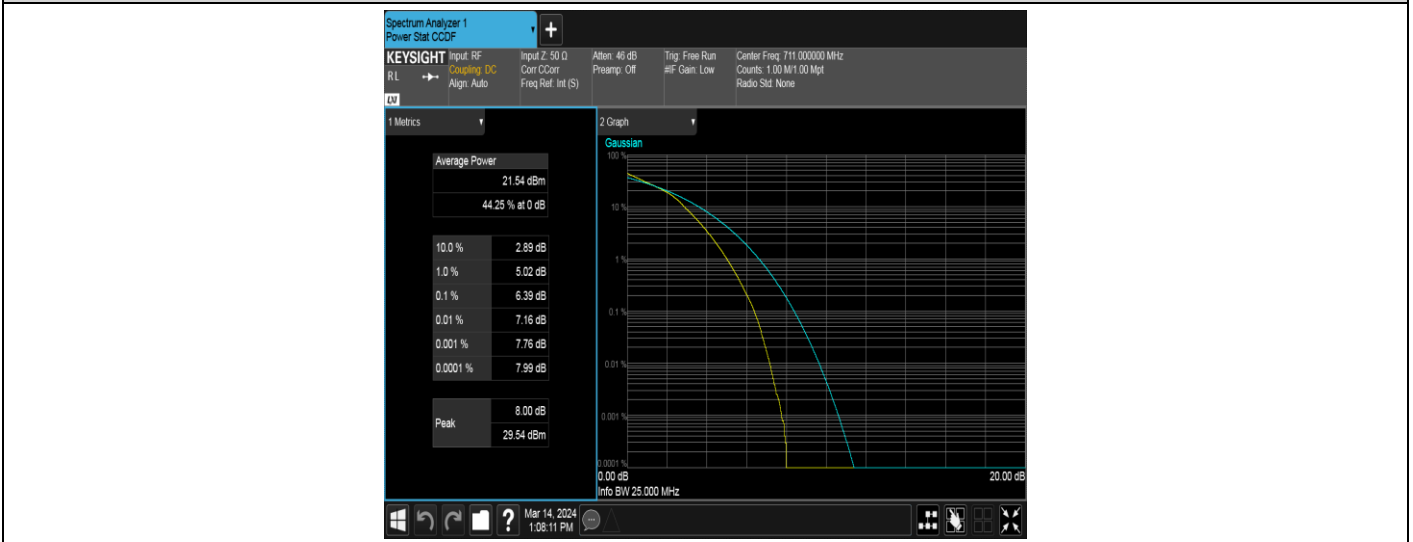 Spectrum Analyzer 1
Power Stat CCDF
+
KEYSIGHT
RL
LXI
Input: RF
Coupling: DC
Align: Auto
Input Z: 50 Ω
Corr CCorr
Freq Ref: Int (S)
Atten: 46 dB
Preamp: Off
Trig: Free Run
#IF Gain: Low
Center Freq: 711.000000 MHz
Counts: 1.00 M/1.00 Mpt
Radio Std: None
1 Metrics
Average Power
21.54 dBm
44.25 % at 0 dB
10.0 % 2.89 dB
1.0 % 5.02 dB
0.1 % 6.39 dB
0.01 % 7.16 dB
0.001 % 7.76 dB
0.0001 % 7.99 dB
Peak 8.00 dB
29.54 dBm
2 Graph
Gaussian
100 %
10 %
1 %
0.1 %
0.01 %
0.001 %
0.0001 %
0.00 dB 20.00 dB
Info BW 25.000 MHz
?
Mar 14, 2024
1:08:11 PM